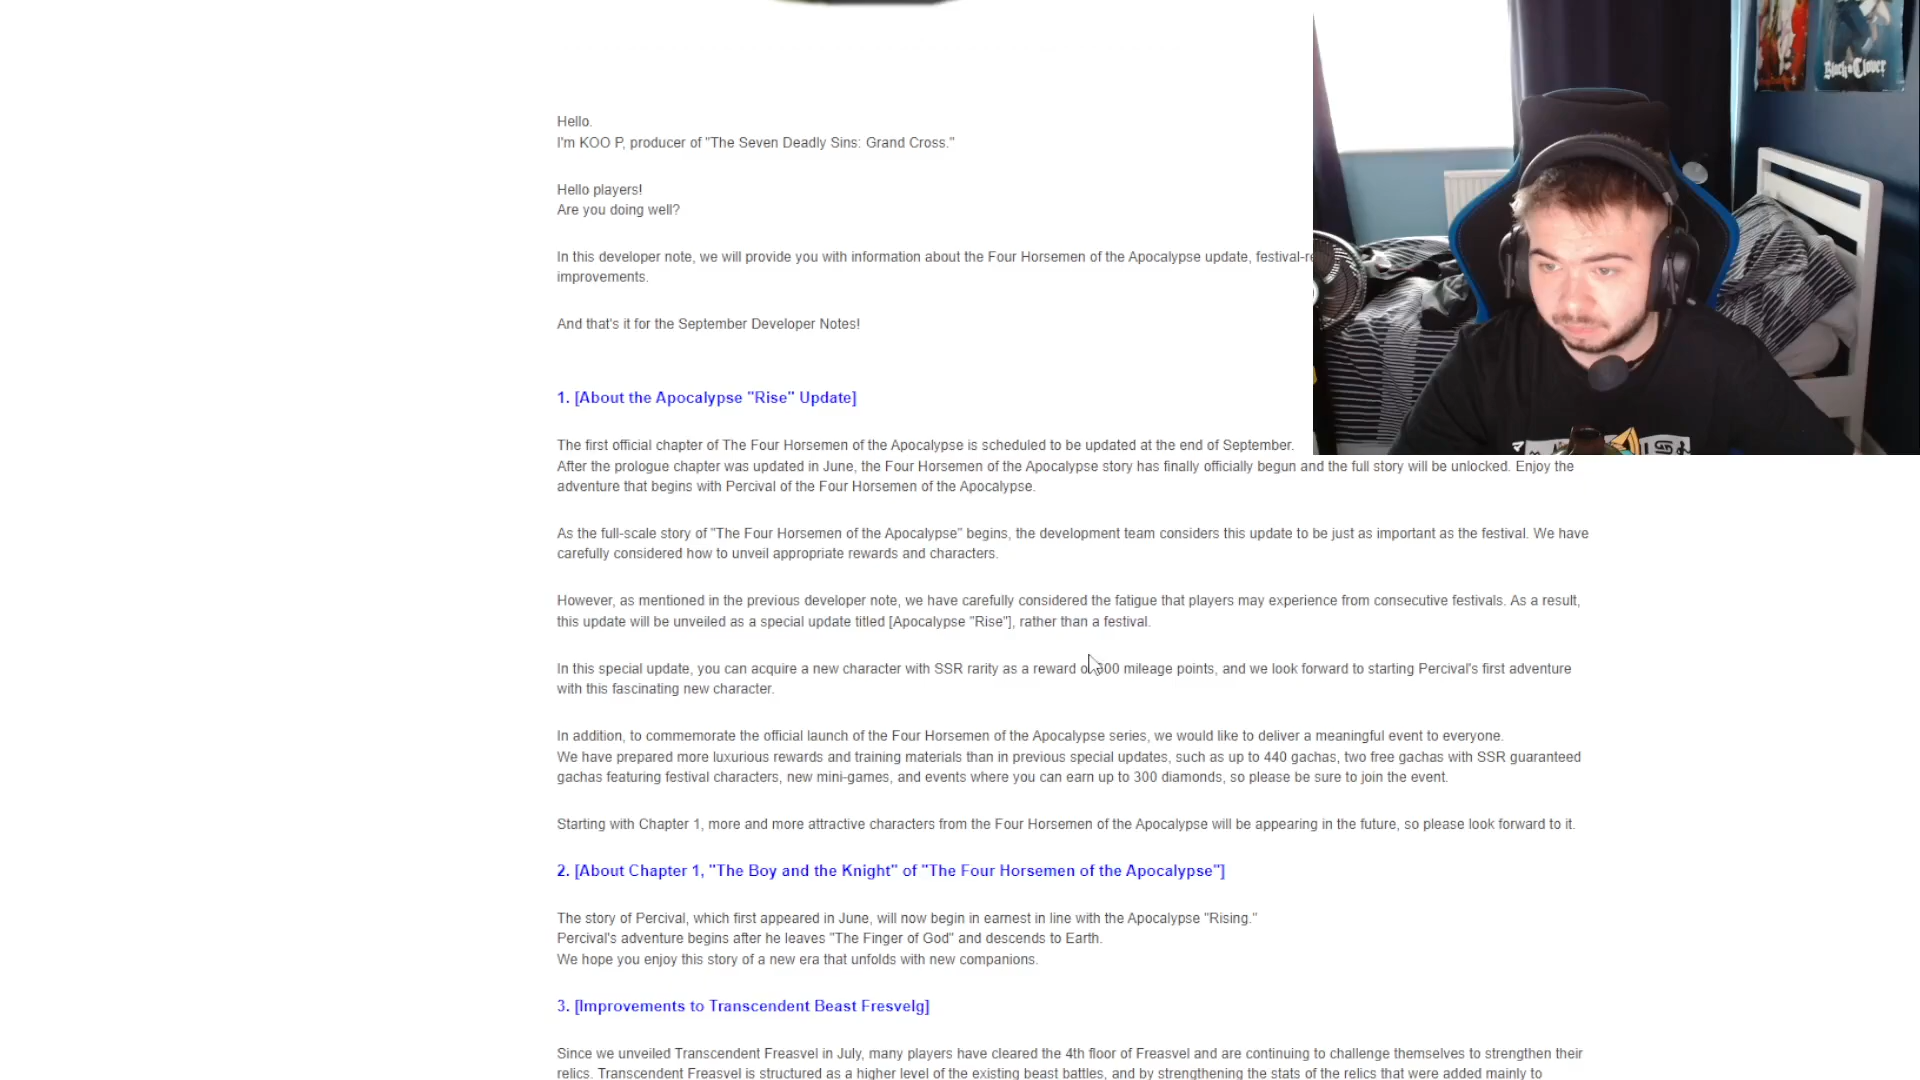 Hello.
I'm KOO P, producer of "The Seven Deadly Sins: Grand Cross."
Hello players!
Are you doing well?
In this developer note, we will provide you with information about the Four Horsemen of the Apocalypse update,
improvements.
And that's it for the September Developer Notes!
1. [About the Apocalypse "Rise" Update]
The first official chapter of The Four Horsemen of the Apocalypse is scheduled to be updated at the end of September.
After the prologue chapter was updated in June, the Four Horsemen of the Apocalypse story has finally officially begun and the full story will be unlocked. Enjoy the
adventure that begins with Percival of the Four Horsemen of the Apocalypse.
As the full-scale story of "The Four Horsemen of the Apocalypse" begins, the development team considers this update to be just as important as the festival. We have
carefully considered how to unveil appropriate rewards and characters.
However, as mentioned in the previous developer note, we have carefully considered the fatigue that players may experience from consecutive festivals. As a result,
this update will be unveiled as a special update titled [Apocalypse "Rise"], rather than a festival.
In this special update, you can acquire a new character with SSR rarity as a reward mileage points, and we look forward to starting Percival's first adventure
with this fascinating new character.
In addition, to commemorate the official launch of the Four Horsemen of the Apocalypse series, we would like to deliver a meaningful event to everyone.
We have prepared more luxurious rewards and training materials than in previous special updates, such as up to 440 gachas, two free gachas with SSR guaranteed
gachas featuring festival characters, new mini-games, and events where you can earn up to 300 diamonds, so please be sure to join the event.
Starting with Chapter 1, more and more attractive characters from the Four Horsemen of the Apocalypse will be appearing in the future, so please look forward to it.
2. [About Chapter 1, "The Boy and the Knight" of "The Four Horsemen of the Apocalypse"]
The story of Percival, which first appeared in June, will now begin in earnest in line with the Apocalypse "Rising."
Percival's adventure begins after he leaves "The Finger of God" and descends to Earth.
We hope you enjoy this story of a new era that unfolds with new companions.
3. [Improvements to Transcendent Beast Fresvelg]
Since we unveiled Transcendent Freasvel in July, many players have cleared the 4th floor of Freasvel and are continuing to challenge themselves to strengthen their
relics. Transcendent Freasvel is structured as a higher level of the existing beast battles, and by strengthening the stats of the relics that were added mainly to
Black Clover